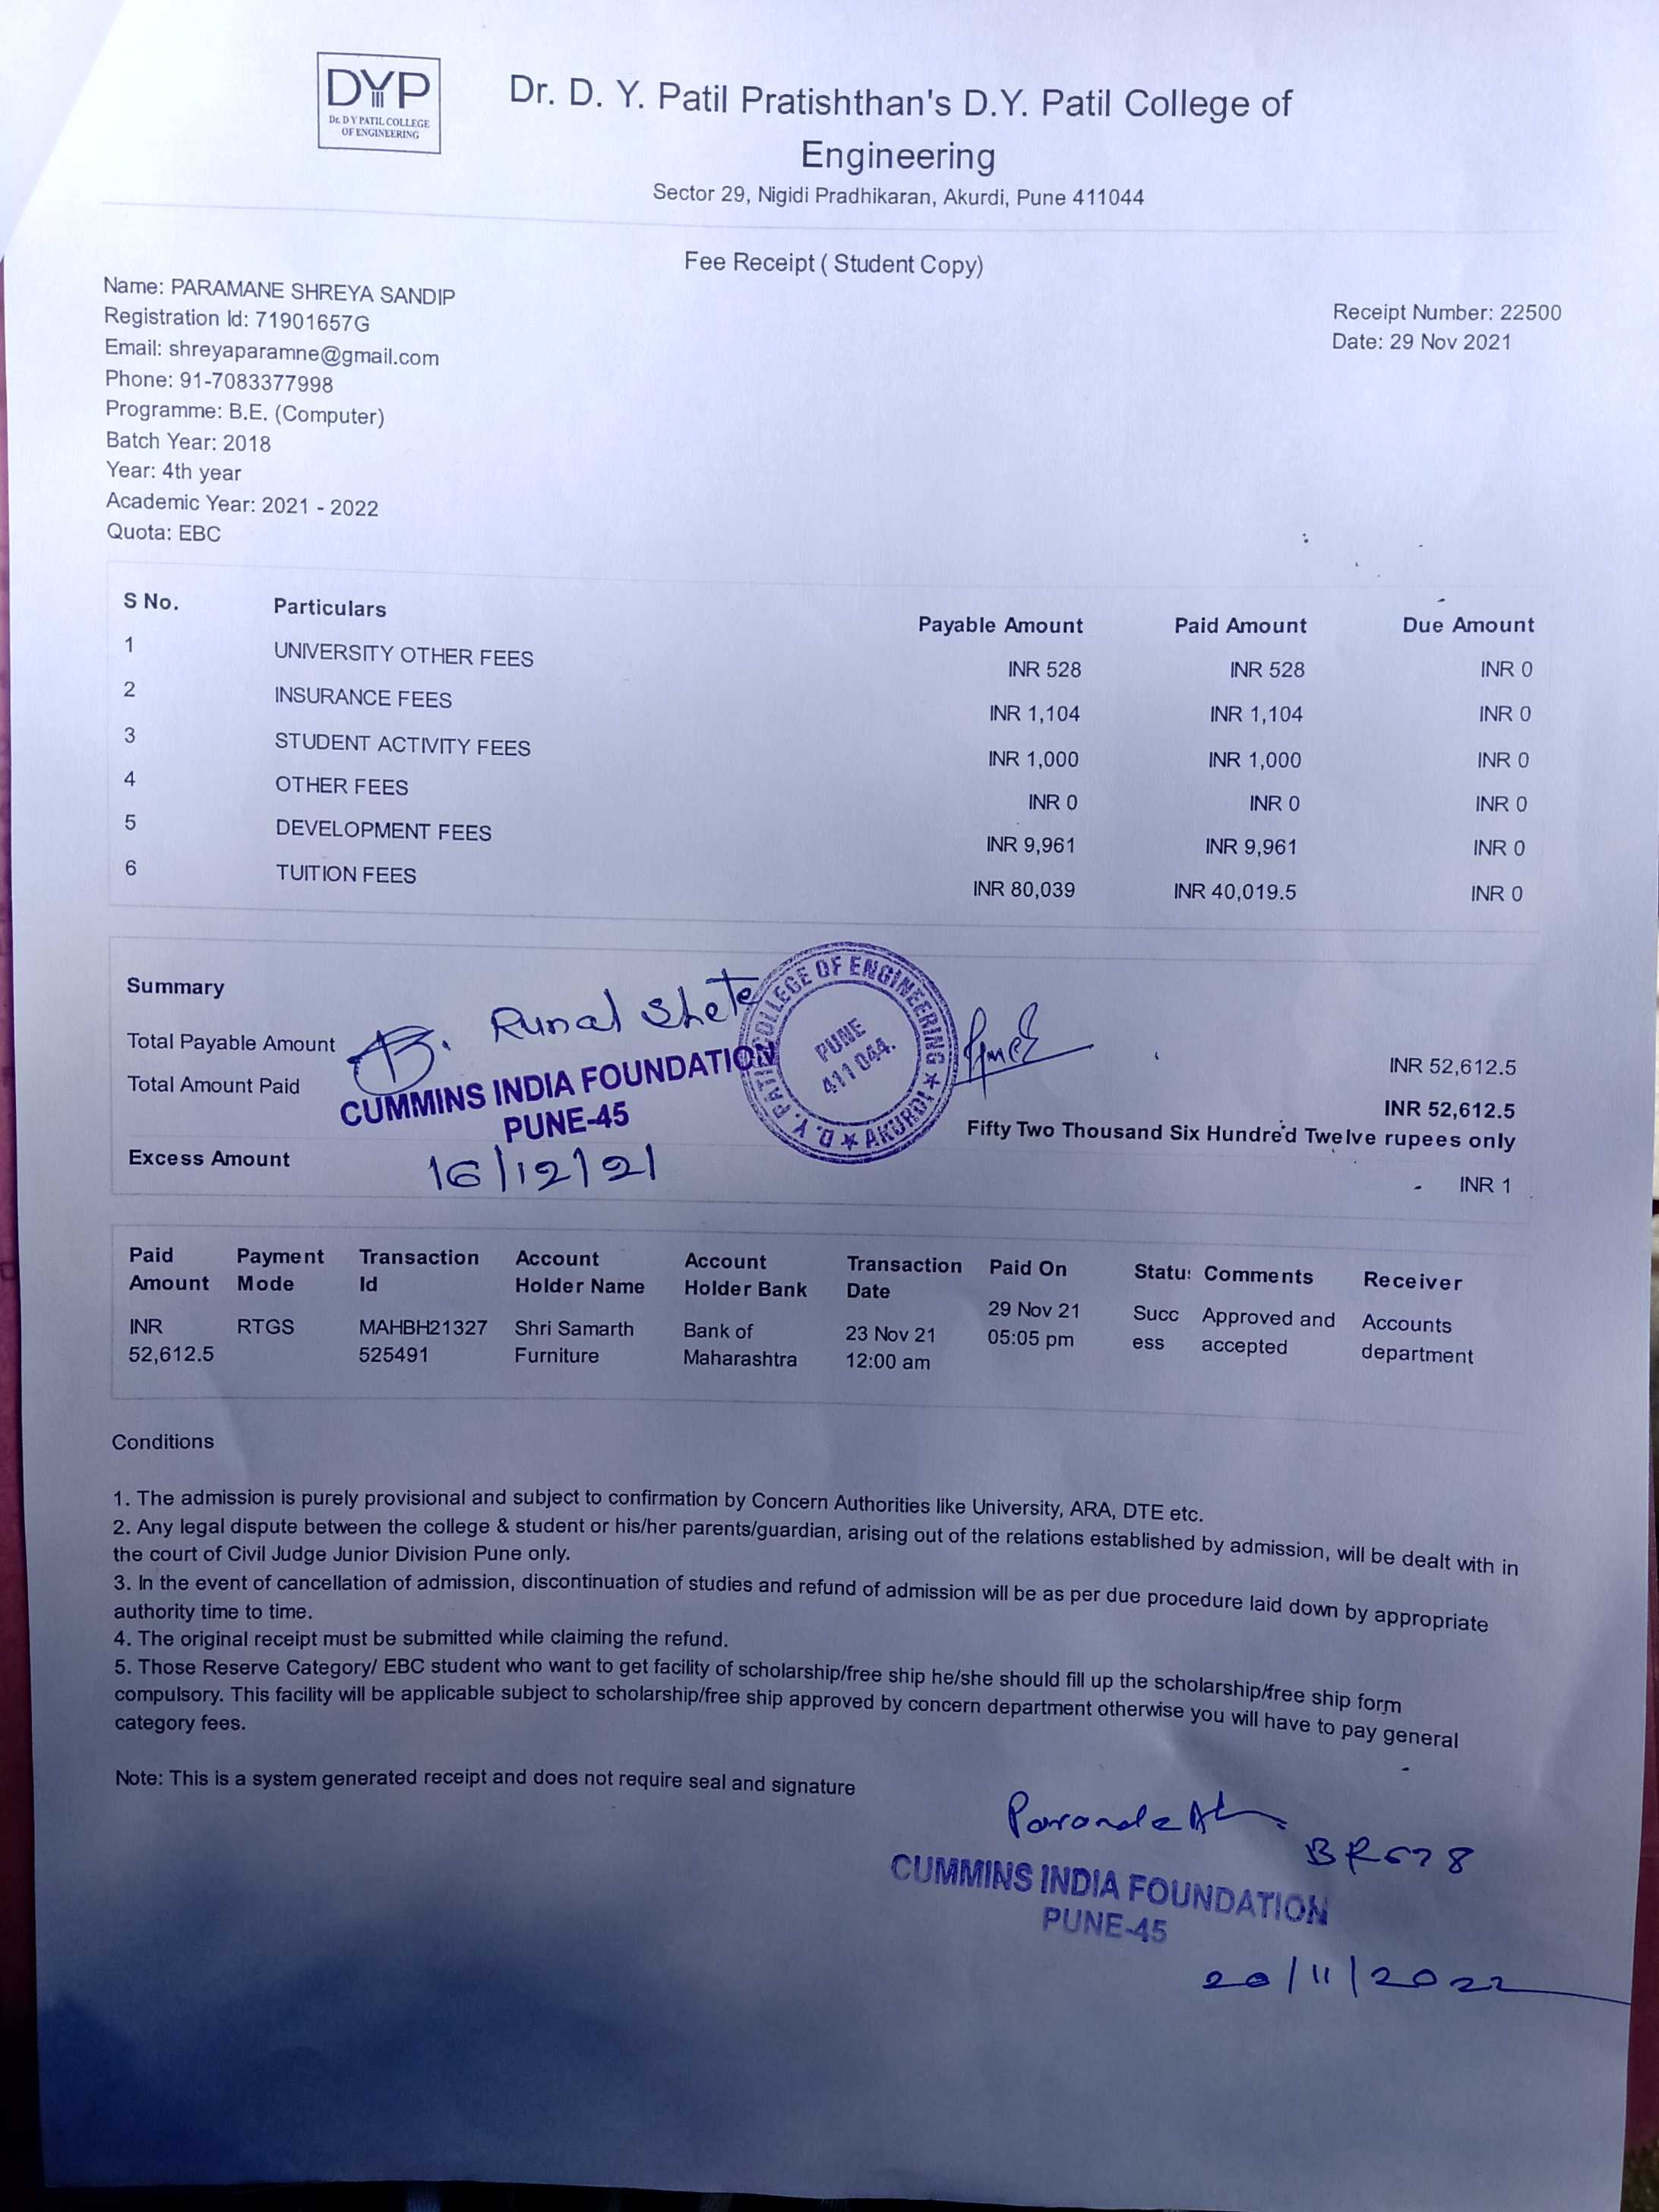 DYP
Dr. D Y PATIL COLLEGE
OF ENGINEERING
Dr. D. Y. Patil Pratishthan's D.Y. Patil College of
Engineering
Sector 29, Nigidi Pradhikaran, Akurdi, Pune 411044
Fee Receipt ( Student Copy)
Name: PARAMANE SHREYA SANDIP
Registration Id: 71901657G
Email: shreyaparamne@gmail.com
Phone: 91-7083377998
Programme: B.E. (Computer)
Batch Year: 2018
Year: 4th year
Academic Year: 2021 - 2022
Quota: EBC
Receipt Number: 22500
Date: 29 Nov 2021
S No. Particulars Payable Amount Paid Amount Due Amount
1 UNIVERSITY OTHER FEES INR 528 INR 528 INR 0
2 INSURANCE FEES INR 1,104 INR 1,104 INR 0
3 STUDENT ACTIVITY FEES INR 1,000 INR 1,000 INR 0
4 OTHER FEES INR 0 INR 0 INR 0
5 DEVELOPMENT FEES INR 9,961 INR 9,961 INR 0
6 TUITION FEES INR 80,039 INR 40,019.5 INR 0
Summary
Runal Shete
Total Payable Amount INR 52,612.5
Total Amount Paid INR 52,612.5
Fifty Two Thousand Six Hundred Twelve rupees only
CUMMINS INDIA FOUNDATION
PUNE-45
16/12/21
D. Y. PATIL COLLEGE OF ENGINEERING ★ AKURDI ★
PUNE
411 044.
Excess Amount INR 1
Paid Amount Payment Mode Transaction Id Account Holder Name Account Holder Bank Transaction Date Paid On Status Comments Receiver
INR 52,612.5 RTGS MAHBH21327525491 Shri Samarth Furniture Bank of Maharashtra 23 Nov 21 12:00 am 29 Nov 21 05:05 pm Success Approved and accepted Accounts department
Conditions
1. The admission is purely provisional and subject to confirmation by Concern Authorities like University, ARA, DTE etc.
2. Any legal dispute between the college & student or his/her parents/guardian, arising out of the relations established by admission, will be dealt with in
the court of Civil Judge Junior Division Pune only.
3. In the event of cancellation of admission, discontinuation of studies and refund of admission will be as per due procedure laid down by appropriate
authority time to time.
4. The original receipt must be submitted while claiming the refund.
5. Those Reserve Category/ EBC student who want to get facility of scholarship/free ship he/she should fill up the scholarship/free ship form
compulsory. This facility will be applicable subject to scholarship/free ship approved by concern department otherwise you will have to pay general
category fees.
Note: This is a system generated receipt and does not require seal and signature
CUMMINS INDIA FOUNDATION
PUNE-45
20/11/2022